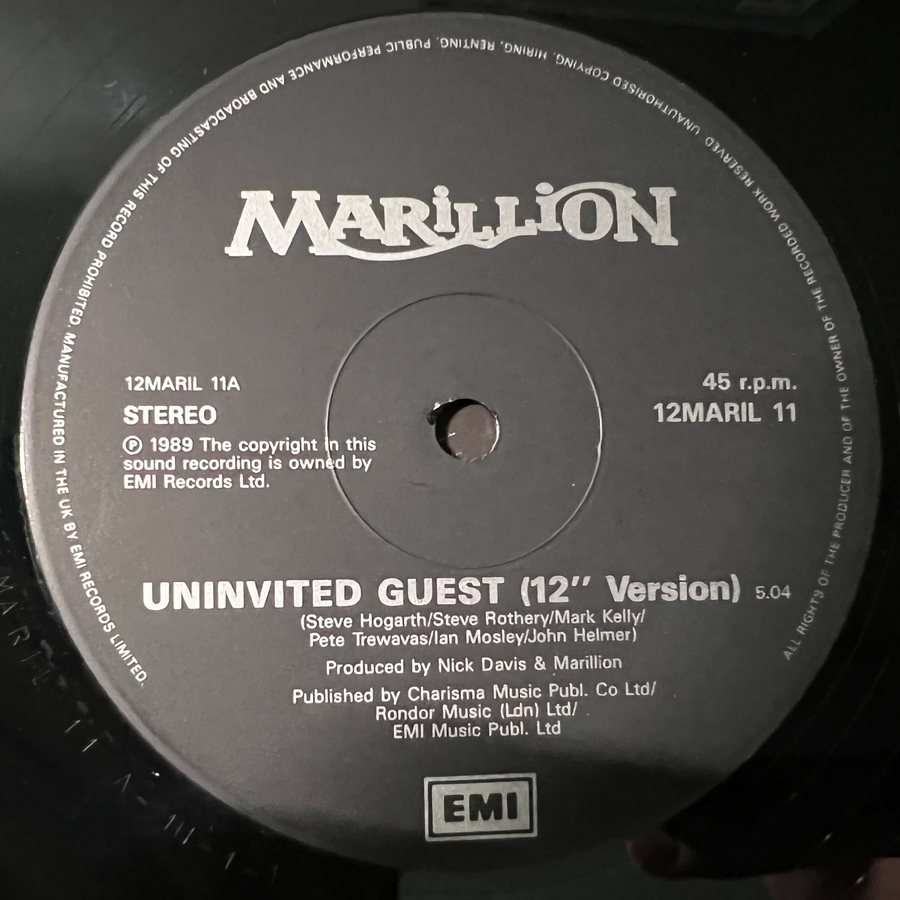 ALL RIGHTS OF THE PRODUCER AND OF THE OWNER OF THE RECORDED WORK RESERVED. UNAUTHORISED COPYING, HIRING, RENTING, PUBLIC PERFORMANCE AND BROADCASTING OF THIS RECORD PROHIBITED. MANUFACTURED IN THE UK BY EMI RECORDS LIMITED.
MARILLION
12MARIL 11A
STEREO
℗ 1989 The copyright in this
sound recording is owned by
EMI Records Ltd.
45 r.p.m.
12MARIL 11
UNINVITED GUEST (12″ Version) 5.04
(Steve Hogarth/Steve Rothery/Mark Kelly/
Pete Trewavas/Ian Mosley/John Helmer)
Produced by Nick Davis & Marillion
Published by Charisma Music Publ. Co Ltd/
Rondor Music (Ldn) Ltd/
EMI Music Publ. Ltd
EMI